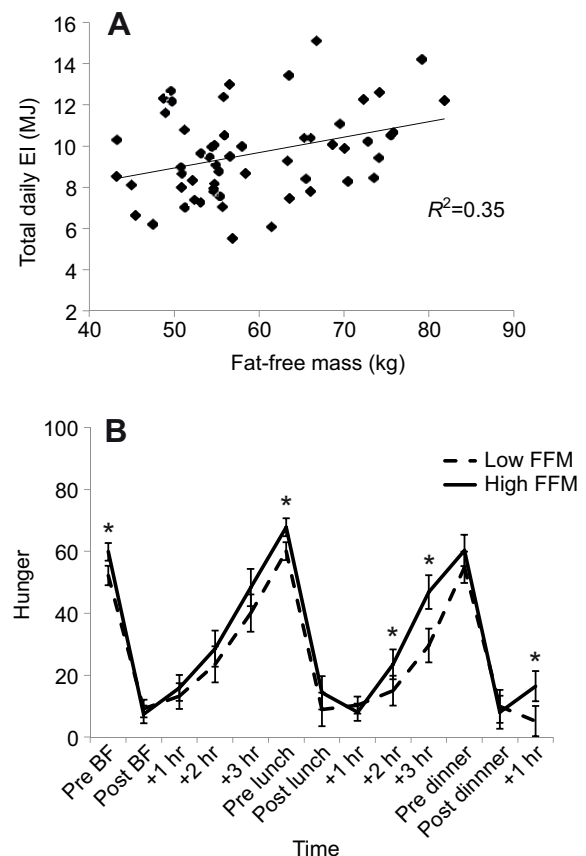 A
16
14
12
10
8
6
4
2
Total daily EI (MJ)
R²=0.35
40 50 60 70 80 90
Fat-free mass (kg)
B
100
80
60
40
20
0
Hunger
Low FFM
High FFM
* * * * *
Pre BF
Post BF
+1 hr
+2 hr
+3 hr
Pre lunch
Post lunch
+1 hr
+2 hr
+3 hr
Pre dinner
Post dinnner
+1 hr
Time